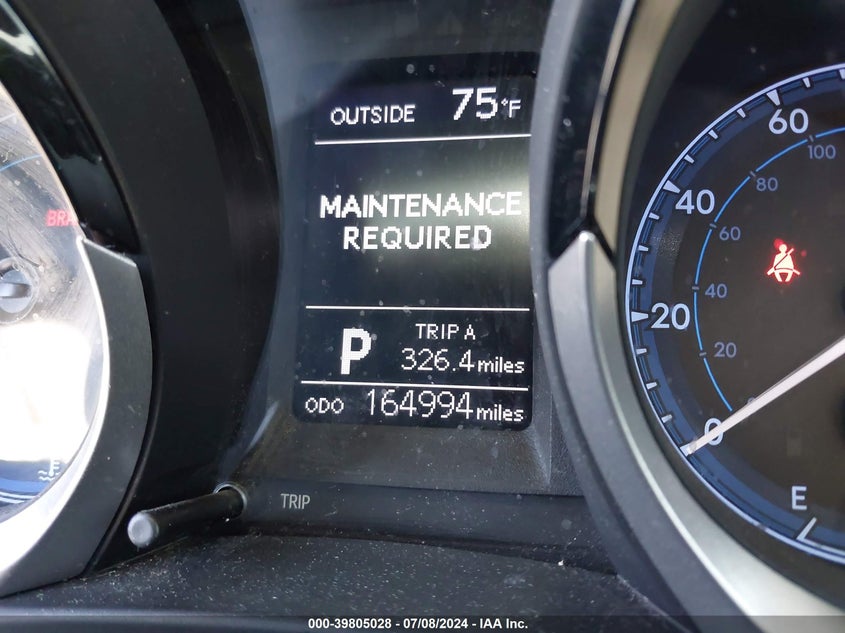 OUTSIDE 75°F
MAINTENANCE
REQUIRED
P
TRIP A
326.4 miles
ODO 164994 miles
TRIP
BRA
F
0
20
40
60
20
40
60
80
100
E
000-39805028 - 07/08/2024 - IAA Inc.